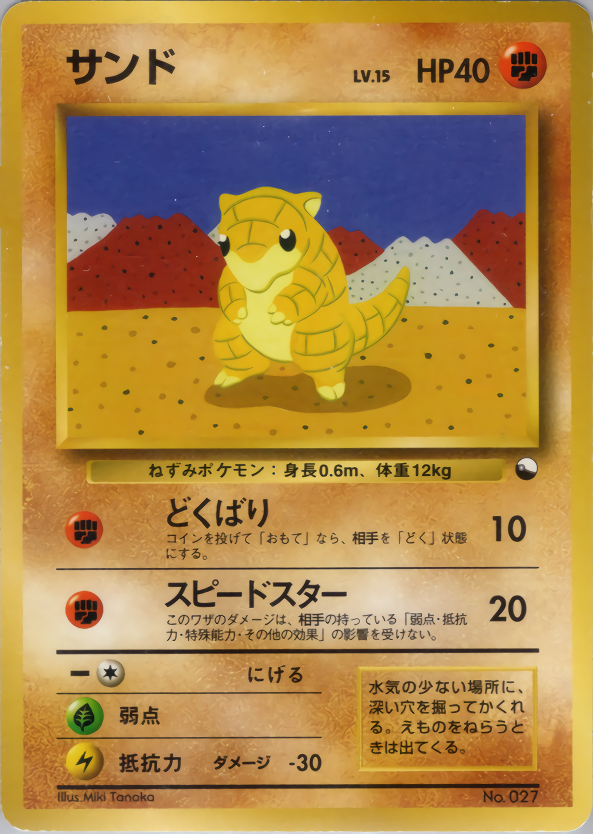 サンド LV.15 HP40
ねずみポケモン：身長0.6m、体重12kg
どくばり 10
コインを投げて「おもて」なら、相手を「どく」状態
にする。
スピードスター 20
このワザのダメージは、相手の持っている「弱点・抵抗
力・特殊能力・その他の効果」の影響を受けない。
にげる
弱点
抵抗力 ダメージ -30
水気の少ない場所に、
深い穴を掘ってかくれ
る。えものをねらうと
きは出てくる。
Illus Miki Tanaka No. 027